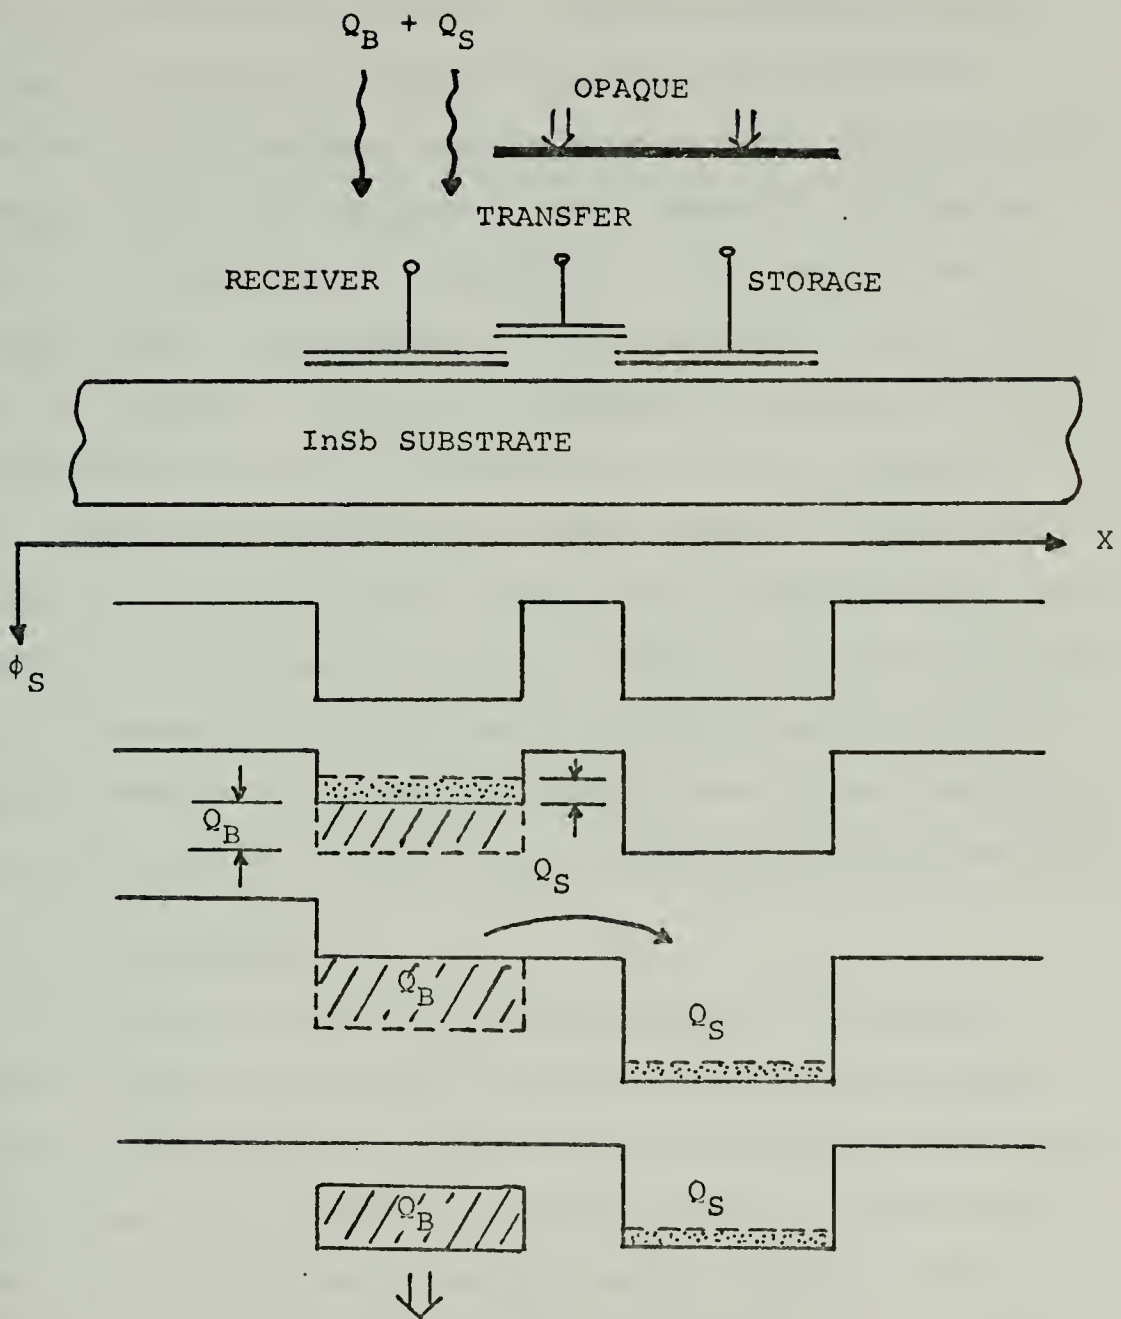 Q_B + Q_S
OPAQUE
TRANSFER
RECEIVER
STORAGE
InSb SUBSTRATE
X
ϕ_S
Q_B
Q_S
Q_B
Q_S
Q_B
Q_S